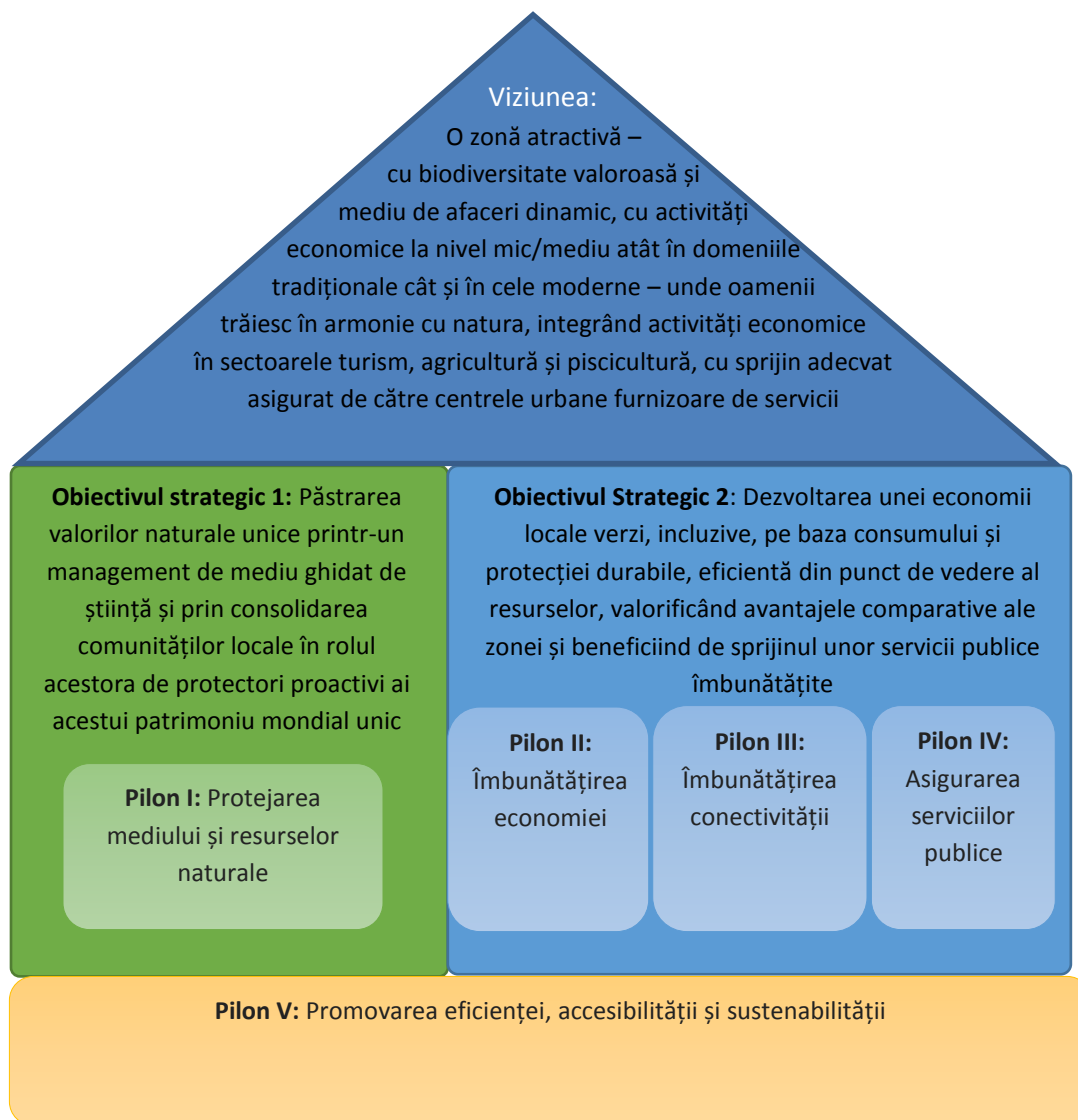 Viziunea:
O zonă atractivă –
cu biodiversitate valoroasă și
mediu de afaceri dinamic, cu activități
economice la nivel mic/mediu atât în domeniile
tradiționale cât și în cele moderne – unde oamenii
trăiesc în armonie cu natura, integrând activități economice
în sectoarele turism, agricultură și piscicultură, cu sprijin adecvat
asigurat de către centrele urbane furnizoare de servicii
Obiectivul strategic 1: Păstrarea
valorilor naturale unice printr-un
management de mediu ghidat de
știință și prin consolidarea
comunităților locale în rolul
acestora de protectori proactivi ai
acestui patrimoniu mondial unic
Pilon I: Protejarea
mediului și resurselor
naturale
Obiectivul Strategic 2: Dezvoltarea unei economii
locale verzi, incluzive, pe baza consumului și
protecției durabile, eficientă din punct de vedere al
resurselor, valorificând avantajele comparative ale
zonei și beneficiind de sprijinul unor servicii publice
îmbunătățite
Pilon II:
Îmbunătățirea
economiei
Pilon III:
Îmbunătățirea
conectivității
Pilon IV:
Asigurarea
serviciilor
publice
Pilon V: Promovarea eficienței, accesibilității și sustenabilității